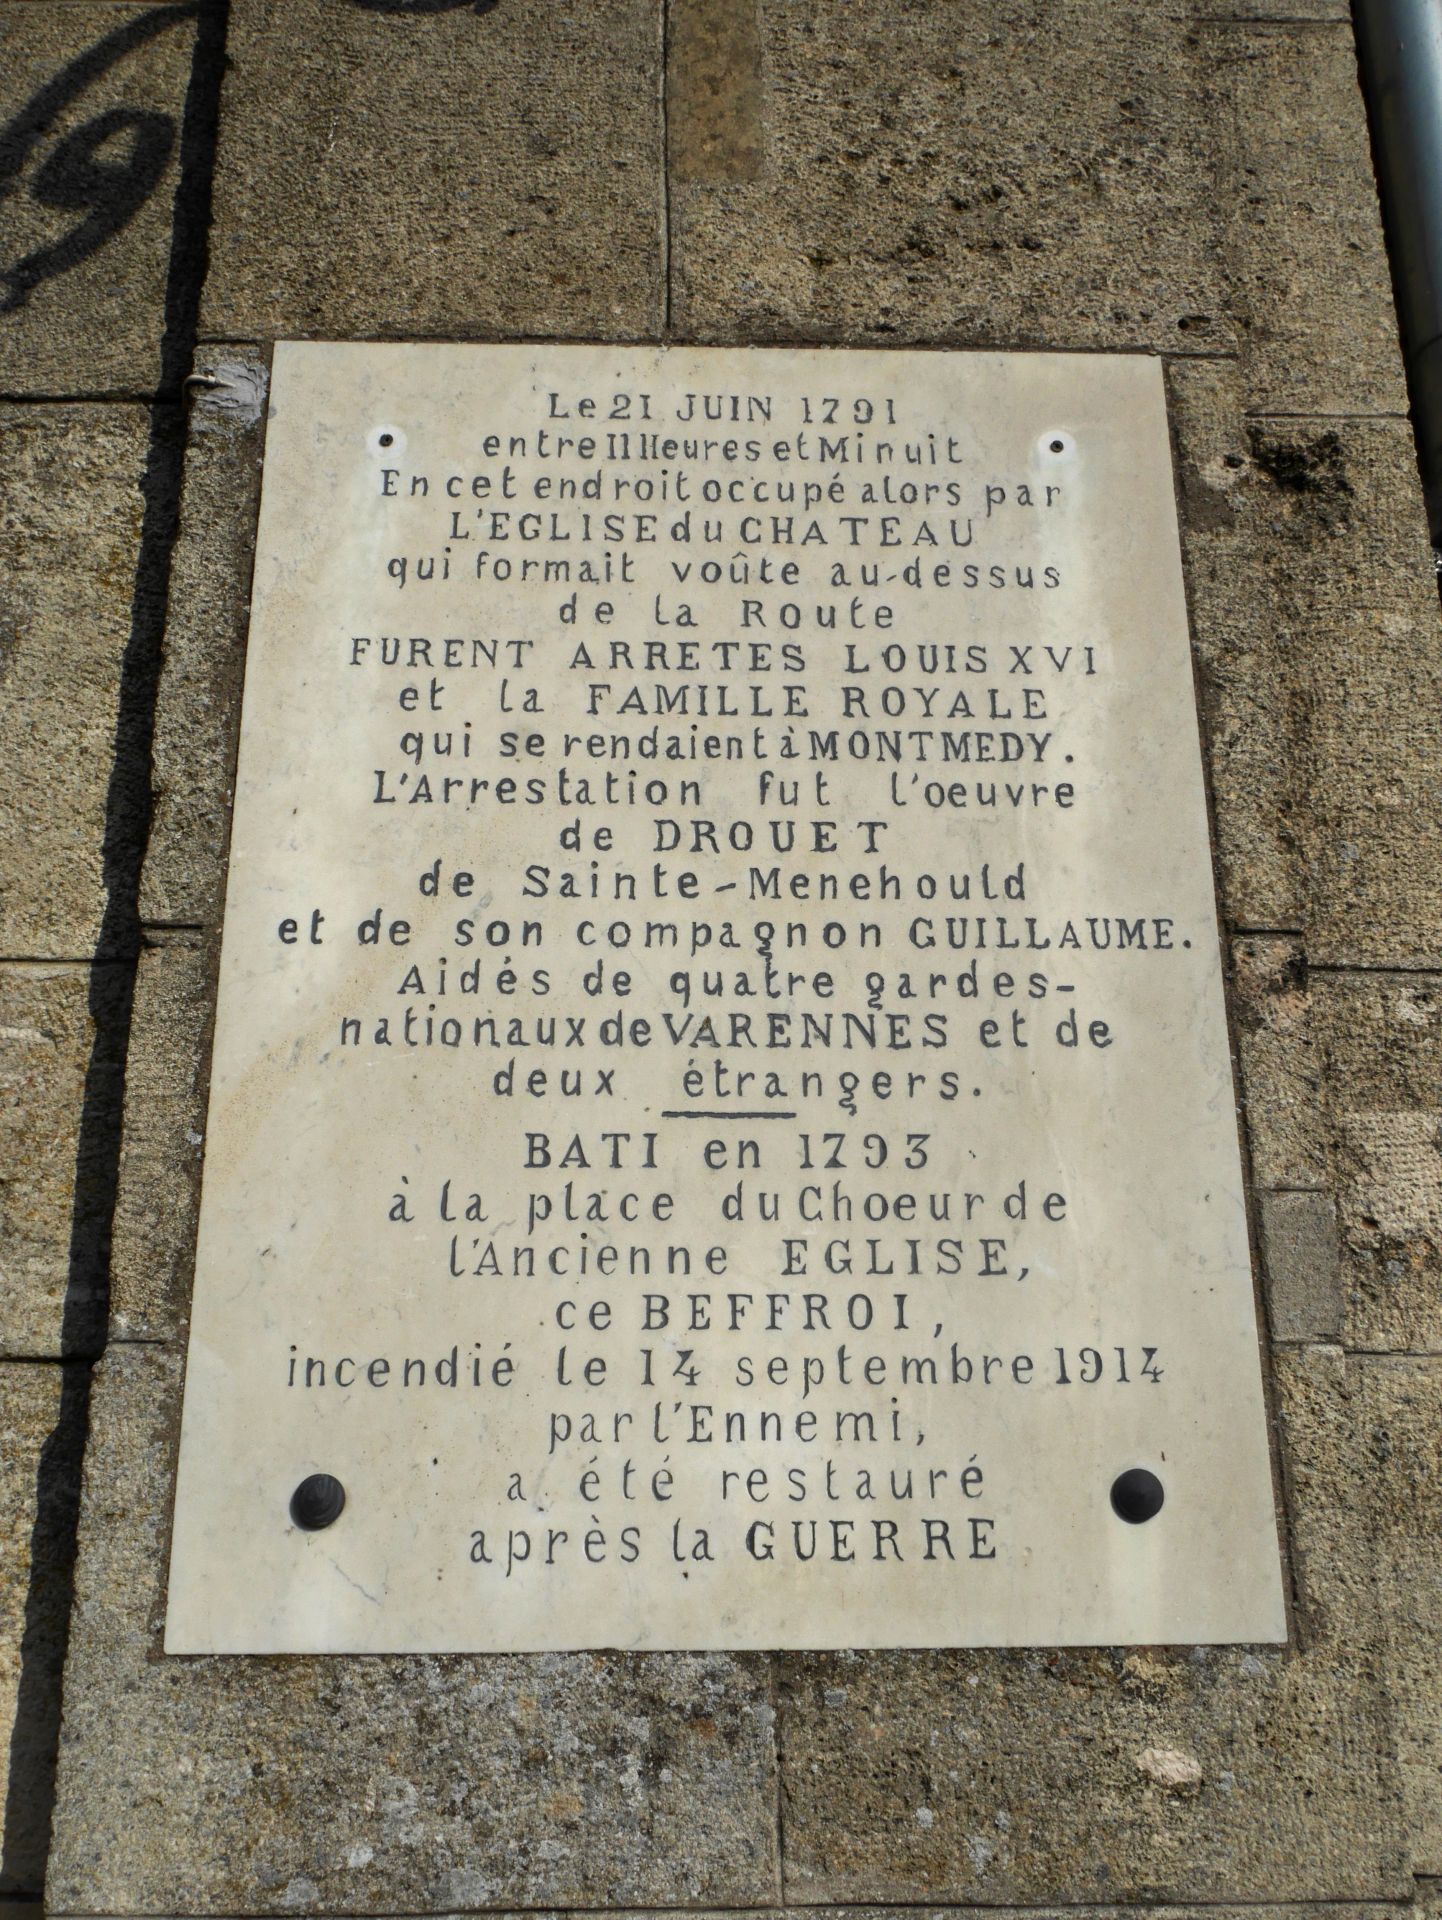 Le 21 JUIN 1791
entre 11 Heures et Minuit
En cet endroit occupé alors par
L'EGLISE du CHATEAU
qui formait voûte au-dessus
de la Route
FURENT ARRETES LOUIS XVI
et la FAMILLE ROYALE
qui se rendaient à MONTMEDY.
L'Arrestation fut l'oeuvre
de DROUET
de Sainte-Menehould
et de son compagnon GUILLAUME.
Aidés de quatre gardes-
nationaux de VARENNES et de
deux étrangers.
BATI en 1793
à la place du Choeur de
l'Ancienne EGLISE,
ce BEFFROI,
incendié le 14 septembre 1914
par l'Ennemi,
a été restauré
après la GUERRE